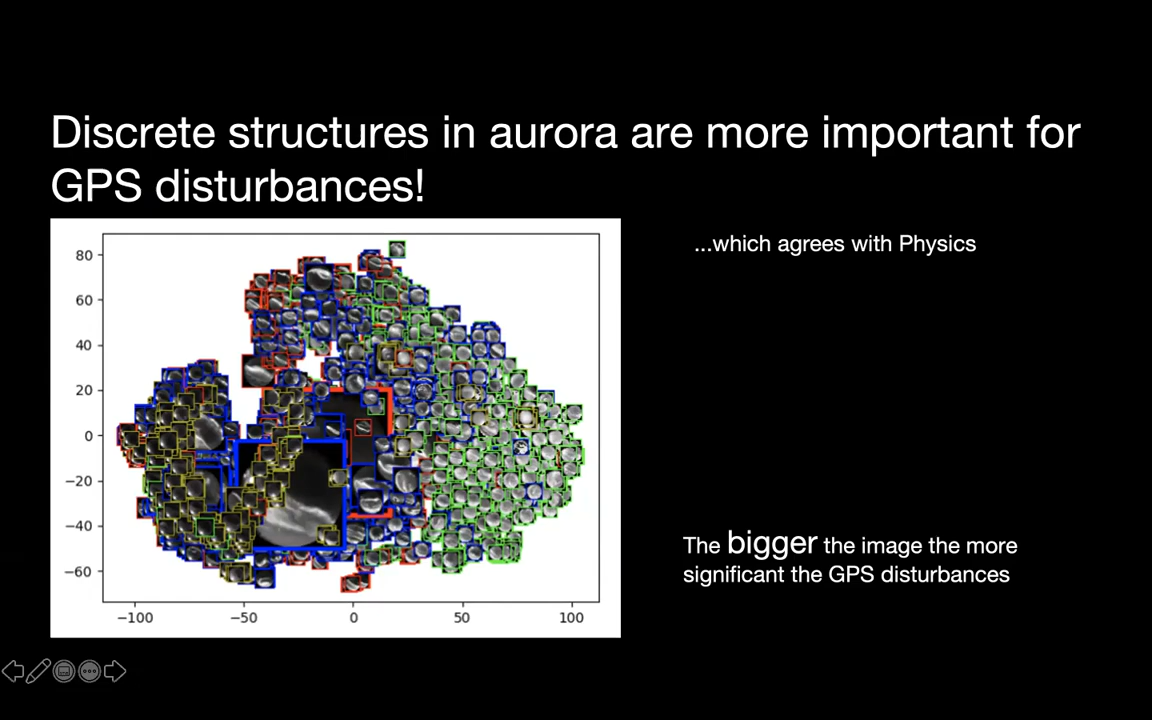 Discrete structures in aurora are more important for
GPS disturbances!
...which agrees with Physics
80
60
40
20
0
−20
−40
−60
−100
−50
0
50
100
The bigger the image the more
significant the GPS disturbances